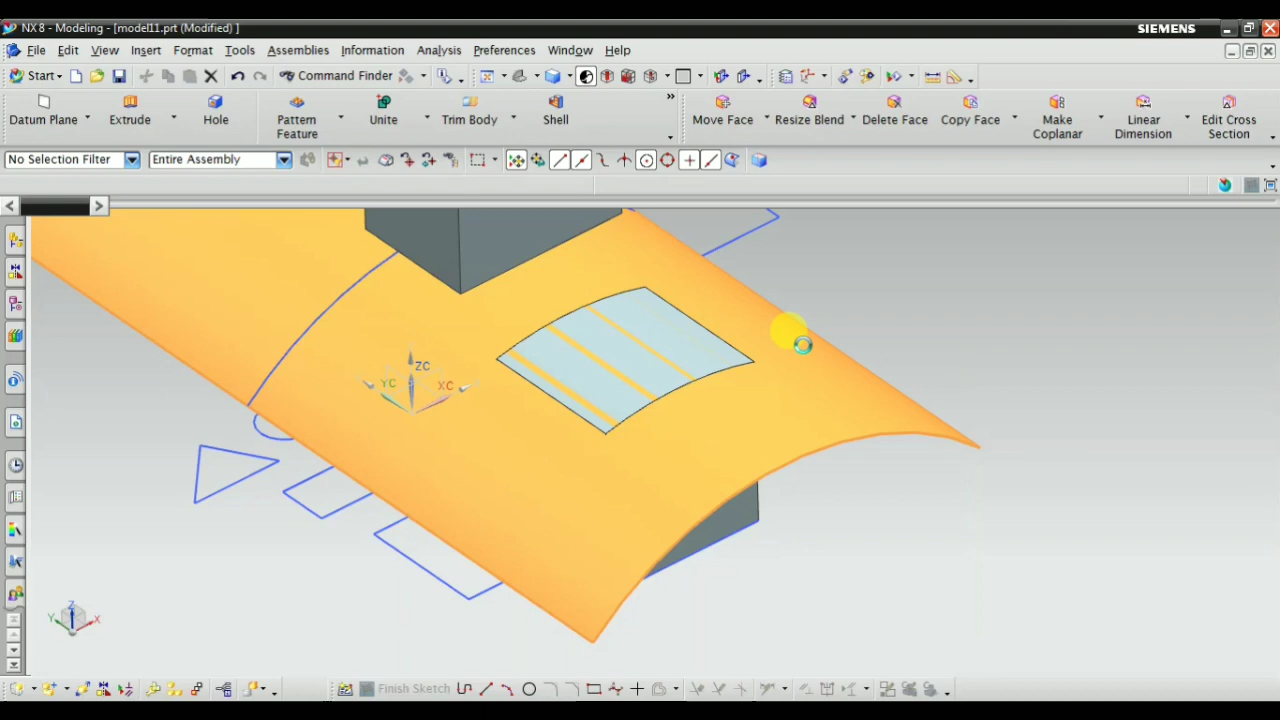 NX 8 - Modeling - [model11.prt (Modified) ]
SIEMENS
File Edit View Insert Format Tools Assemblies Information Analysis Preferences Window Help
Start Command Finder
Datum Plane Extrude Hole Pattern Feature Unite Trim Body Shell Move Face Resize Blend Delete Face Copy Face Make Coplanar Linear Dimension Edit Cross Section
No Selection Filter Entire Assembly
ZC
YC XC
Z
Y X
Finish Sketch